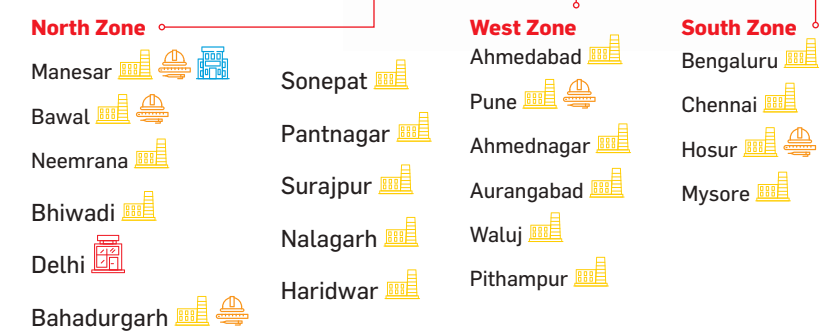 North Zone
Manesar
Bawal
Neemrana
Bhiwadi
Delhi
Bahadurgarh
Sonepat
Pantnagar
Surajpur
Nalagarh
Haridwar
West Zone
Ahmedabad
Pune
Ahmednagar
Aurangabad
Waluj
Pithampur
South Zone
Bengaluru
Chennai
Hosur
Mysore